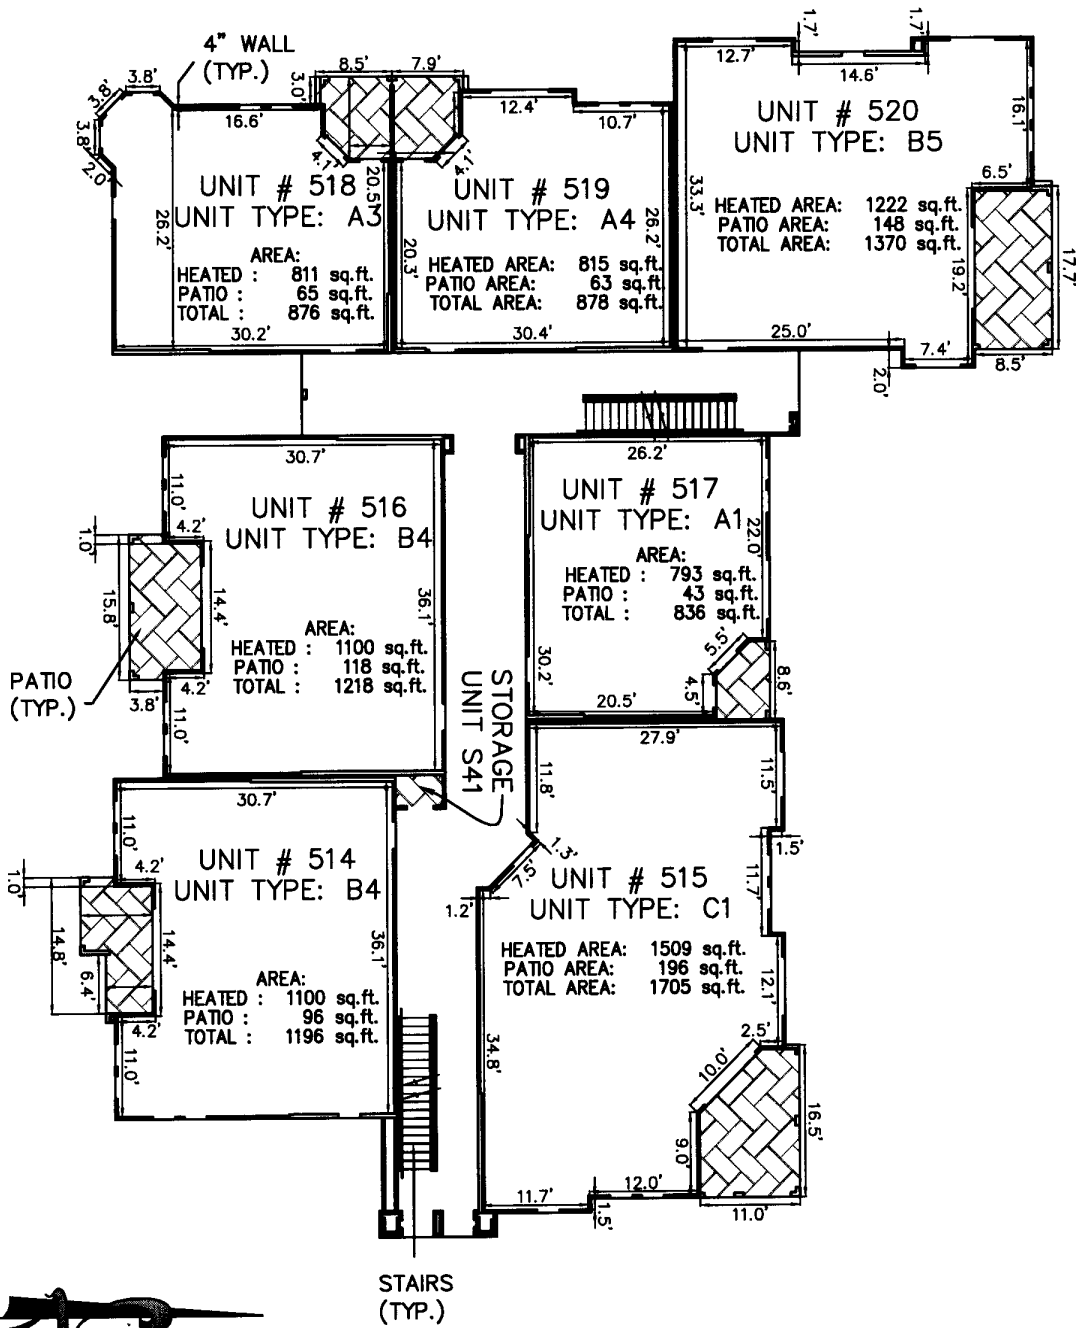 4" WALL
(TYP.)
3.8'
3.8'
3.8'
2.0'
16.6'
3.0'
8.5'
7.9'
4.1'
4.1'
12.4'
10.7'
26.2'
20.5'
UNIT # 518
UNIT TYPE: A3
AREA:
HEATED : 811 sq.ft.
PATIO : 65 sq.ft.
TOTAL : 876 sq.ft.
30.2'
20.3'
26.2'
UNIT # 519
UNIT TYPE: A4
HEATED AREA: 815 sq.ft.
PATIO AREA: 63 sq.ft.
TOTAL AREA: 878 sq.ft.
30.4'
12.7'
1.7'
1.7'
14.6'
16.1'
33.3'
UNIT # 520
UNIT TYPE: B5
HEATED AREA: 1222 sq.ft.
PATIO AREA: 148 sq.ft.
TOTAL AREA: 1370 sq.ft.
6.5'
19.2'
17.7'
25.0'
7.4'
2.0'
8.5'
30.7'
11.0'
4.2'
UNIT # 516
UNIT TYPE: B4
1.0'
15.8'
14.4'
36.1'
AREA:
HEATED : 1100 sq.ft.
PATIO : 118 sq.ft.
TOTAL : 1218 sq.ft.
4.2'
3.8'
11.0'
PATIO
(TYP.)
26.2'
UNIT # 517
UNIT TYPE: A1
22.0'
AREA:
HEATED : 793 sq.ft.
PATIO : 43 sq.ft.
TOTAL : 836 sq.ft.
30.2'
5.5'
4.5'
8.6'
20.5'
STORAGE
UNIT S41
30.7'
11.0'
4.2'
UNIT # 514
UNIT TYPE: B4
1.0'
14.8'
6.4'
14.4'
36.1'
AREA:
HEATED : 1100 sq.ft.
PATIO : 96 sq.ft.
TOTAL : 1196 sq.ft.
4.2'
11.0'
27.9'
11.8'
11.5'
1.3'
7.5'
1.2'
1.5'
11.7'
UNIT # 515
UNIT TYPE: C1
HEATED AREA: 1509 sq.ft.
PATIO AREA: 196 sq.ft.
TOTAL AREA: 1705 sq.ft.
12.1'
2.5'
34.8'
10.0'
9.0'
16.5'
11.7'
12.0'
1.5'
11.0'
STAIRS
(TYP.)